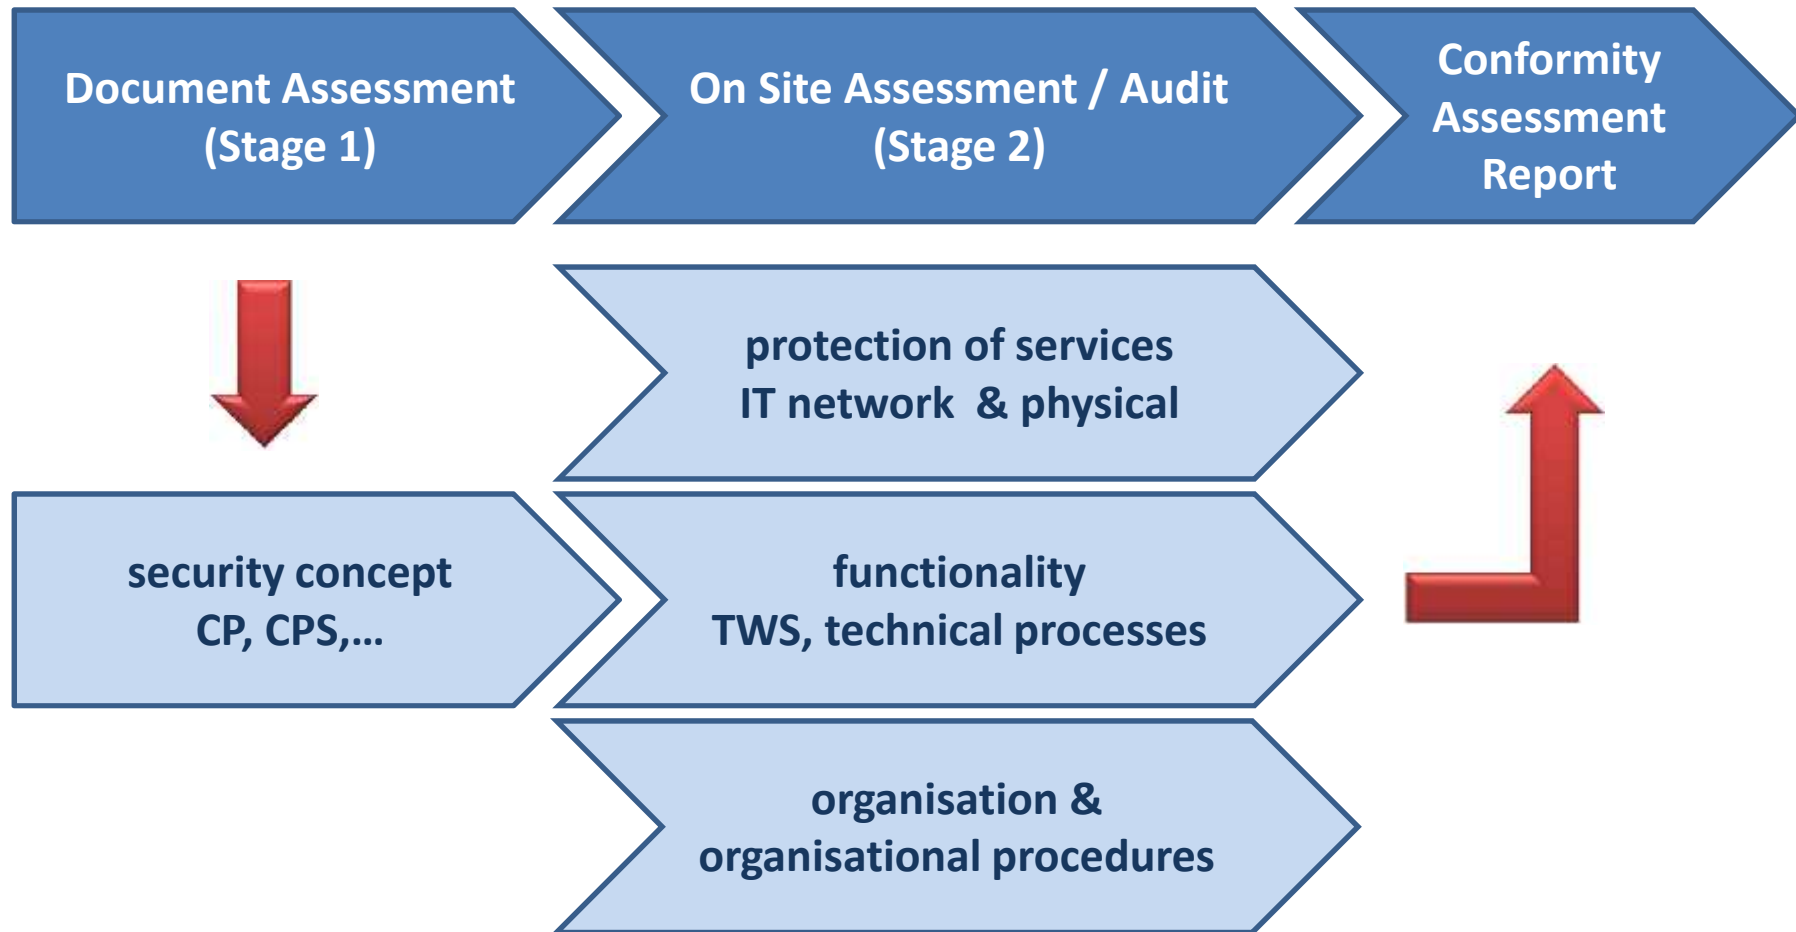 Document Assessment
(Stage 1)
On Site Assessment / Audit
(Stage 2)
Conformity
Assessment
Report
protection of services
IT network & physical
security concept
CP, CPS,...
functionality
TWS, technical processes
organisation &
organisational procedures